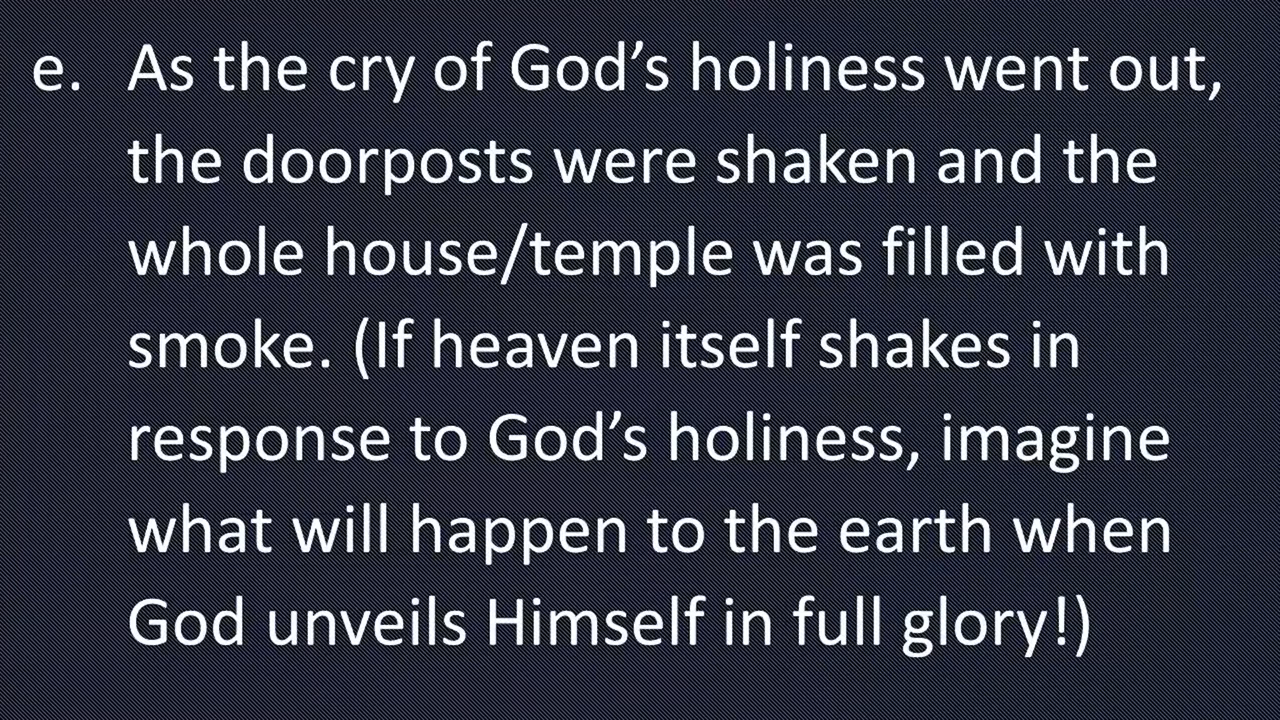 e. As the cry of God’s holiness went out,
the doorposts were shaken and the
whole house/temple was filled with
smoke. (If heaven itself shakes in
response to God’s holiness, imagine
what will happen to the earth when
God unveils Himself in full glory!)